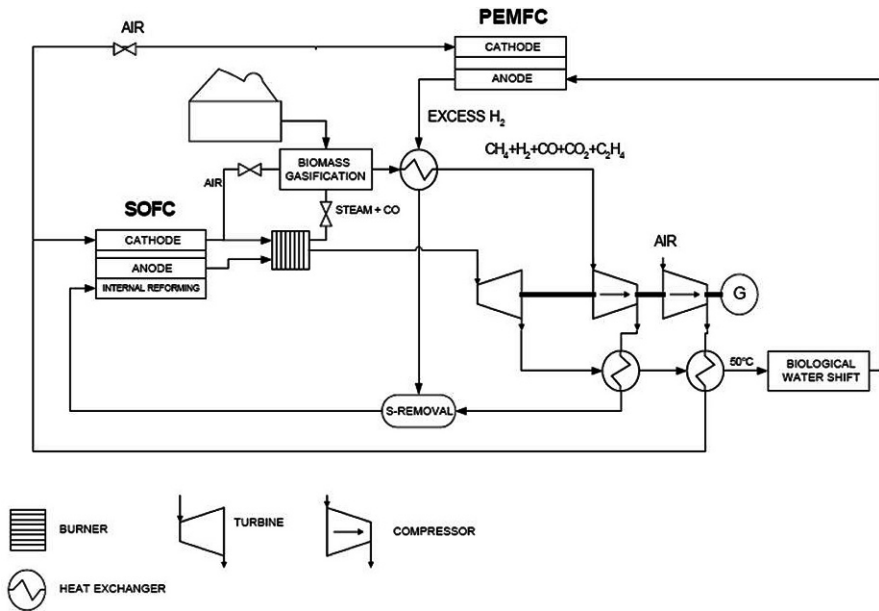 PEMFC
AIR
CATHODE
ANODE
EXCESS H₂
CH₄+H₂+CO+CO₂+C₂H₄
BIOMASS
GASIFICATION
AIR
STEAM + CO
SOFC
CATHODE
ANODE
INTERNAL REFORMING
AIR
G
50°C
BIOLOGICAL
WATER SHIFT
S-REMOVAL
BURNER
TURBINE
COMPRESSOR
HEAT EXCHANGER